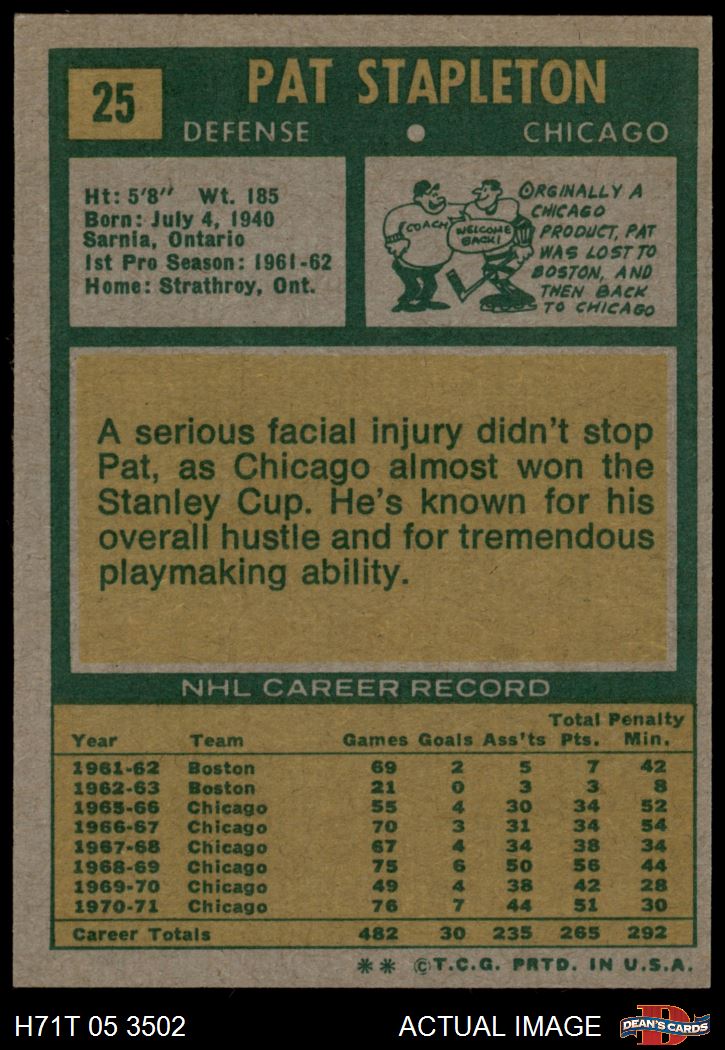 25
PAT STAPLETON
DEFENSE CHICAGO
Ht: 5'8" Wt. 185
Born: July 4, 1940
Sarnia, Ontario
1st Pro Season: 1961-62
Home: Strathroy, Ont.
COACH
WELCOME
BACK!
ORGINALLY A
CHICAGO
PRODUCT, PAT
WAS LOST TO
BOSTON, AND
THEN BACK
TO CHICAGO
A serious facial injury didn't stop
Pat, as Chicago almost won the
Stanley Cup. He's known for his
overall hustle and for tremendous
playmaking ability.
NHL CAREER RECORD
Total Penalty
Year Team Games Goals Ass'ts Pts. Min.
1961-62 Boston 69 2 5 7 42
1962-63 Boston 21 0 3 3 8
1965-66 Chicago 55 4 30 34 52
1966-67 Chicago 70 3 31 34 54
1967-68 Chicago 67 4 34 38 34
1968-69 Chicago 75 6 50 56 44
1969-70 Chicago 49 4 38 42 28
1970-71 Chicago 76 7 44 51 30
Career Totals 482 30 235 265 292
** ©T.C.G. PRTD. IN U.S.A.
H71T 05 3502 ACTUAL IMAGE D DEAN'S CARDS